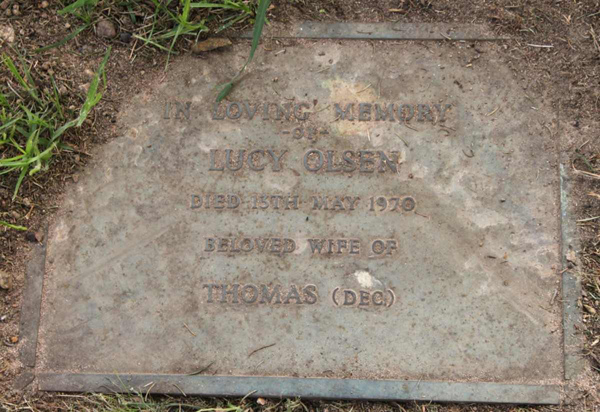 IN LOVING MEMORY
OF
LUCY OLSEN
DIED 15TH MAY 1970
BELOVED WIFE OF
THOMAS (DEC)